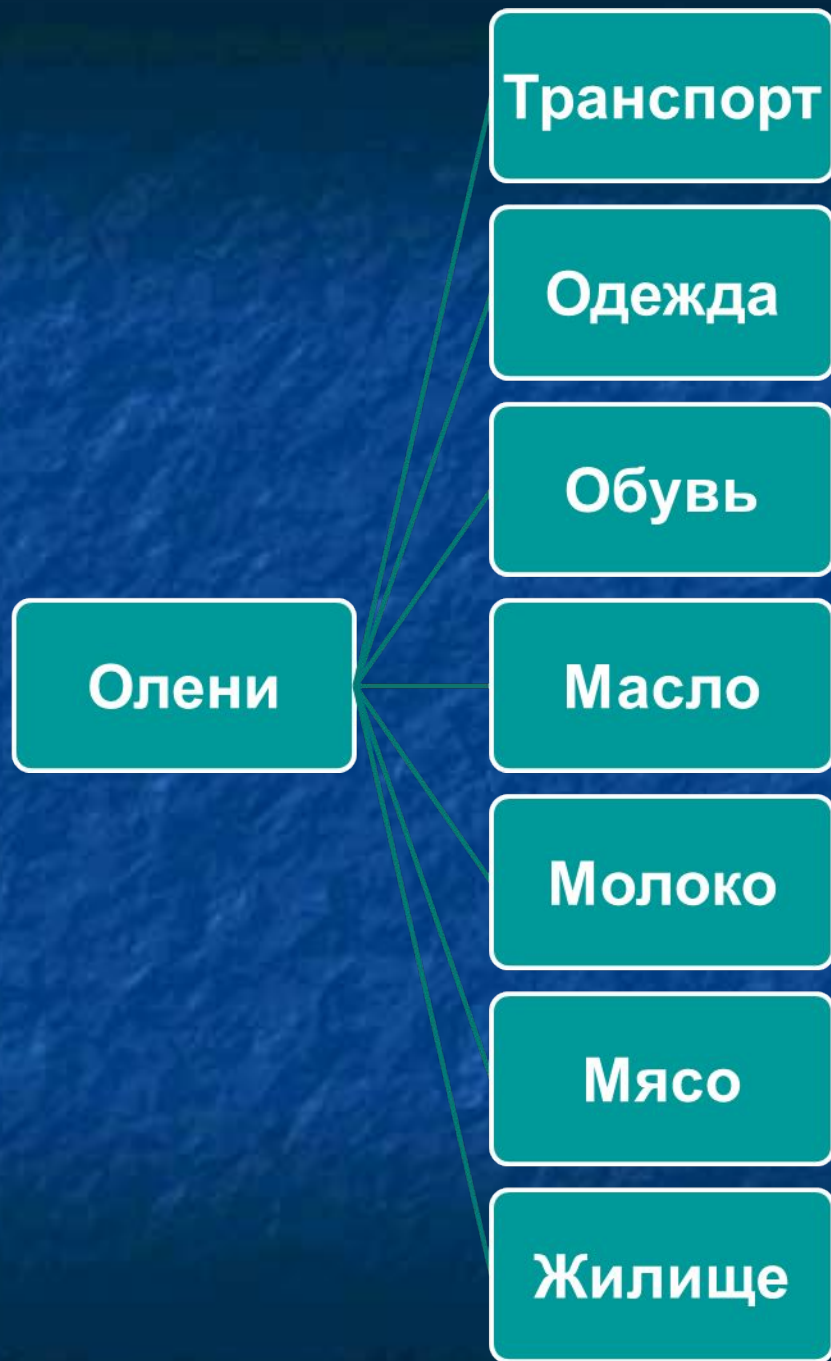 Транспорт
Одежда
Обувь
Олени
Масло
Молоко
Мясо
Жилище